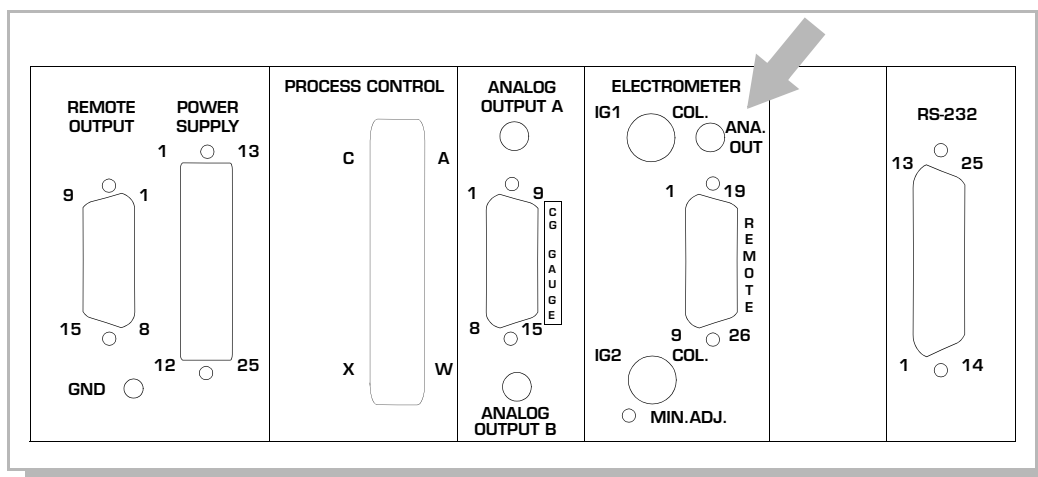 REMOTE
OUTPUT
9
1
15
8
GND
POWER
SUPPLY
1
13
12
25
PROCESS CONTROL
C
A
X
W
ANALOG
OUTPUT A
1
9
CG GAUGE
8
15
ANALOG
OUTPUT B
ELECTROMETER
IG1
COL.
ANA.
OUT
1
19
REMOTE
9
26
IG2
COL.
MIN.ADJ.
RS-232
13
25
1
14